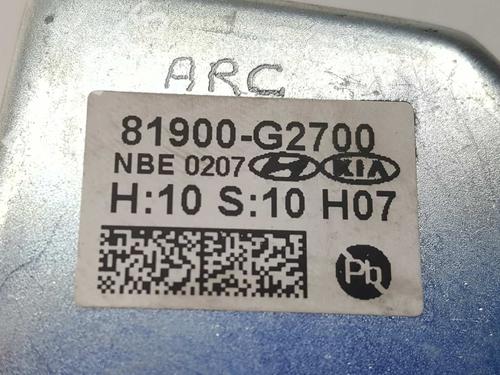 ARC
81900-G2700
NBE 0207 KIA
H:10 S:10 H07
Pb